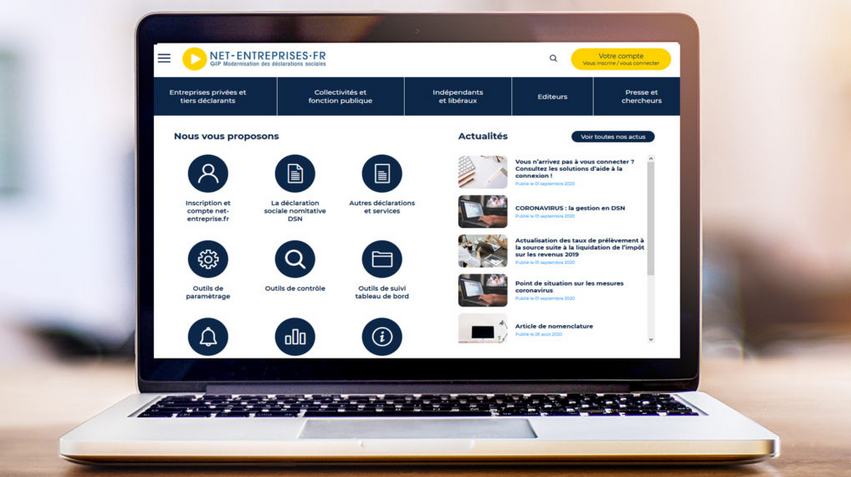 NET-ENTREPRISES·FR
GIP Modernisation des déclarations sociales
Votre compte
Vous inscrire / vous connecter
Entreprises privées et
tiers déclarants
Collectivités et
fonction publique
Indépendants
et libéraux
Editeurs
Presse et
chercheurs
Nous vous proposons
Inscription et
compte net-
entreprise.fr
La déclaration
sociale nomitative
DSN
Autres déclarations
et services
Outils de
paramétrage
Outils de contrôle
Outils de suivi
tableau de bord
Actualités
Voir toutes nos actus
Vous n'arrivez pas à vous connecter ?
Consultez les solutions d'aide à la
connexion !
Publié le 01 septembre 2020
CORONAVIRUS : la gestion en DSN
Publié le 01 septembre 2020
Actualisation des taux de prélèvement à
la source suite à la liquidation de l'impôt
sur les revenus 2019
Publié le 01 septembre 2020
Point de situation sur les mesures
coronavirus
Publié le 01 septembre 2020
Article de nomenclature
Publié le 28 août 2020